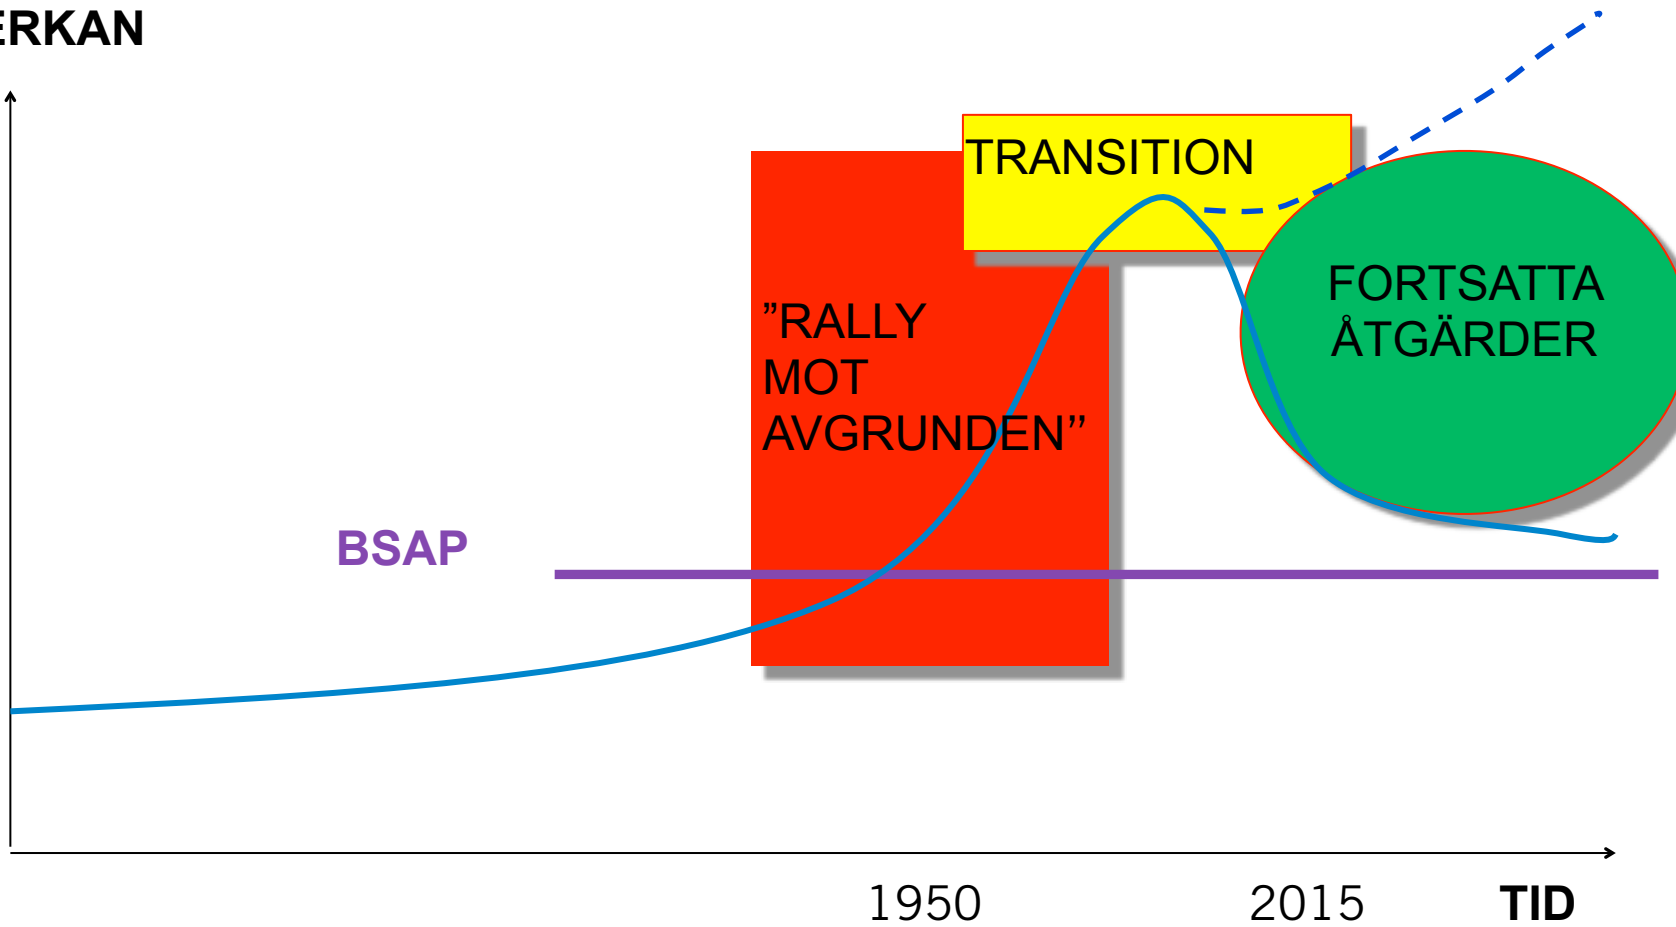 ERKAN
TRANSITION
”RALLY
MOT
AVGRUNDEN’’
FORTSATTA
ÅTGÄRDER
BSAP
1950
2015
TID